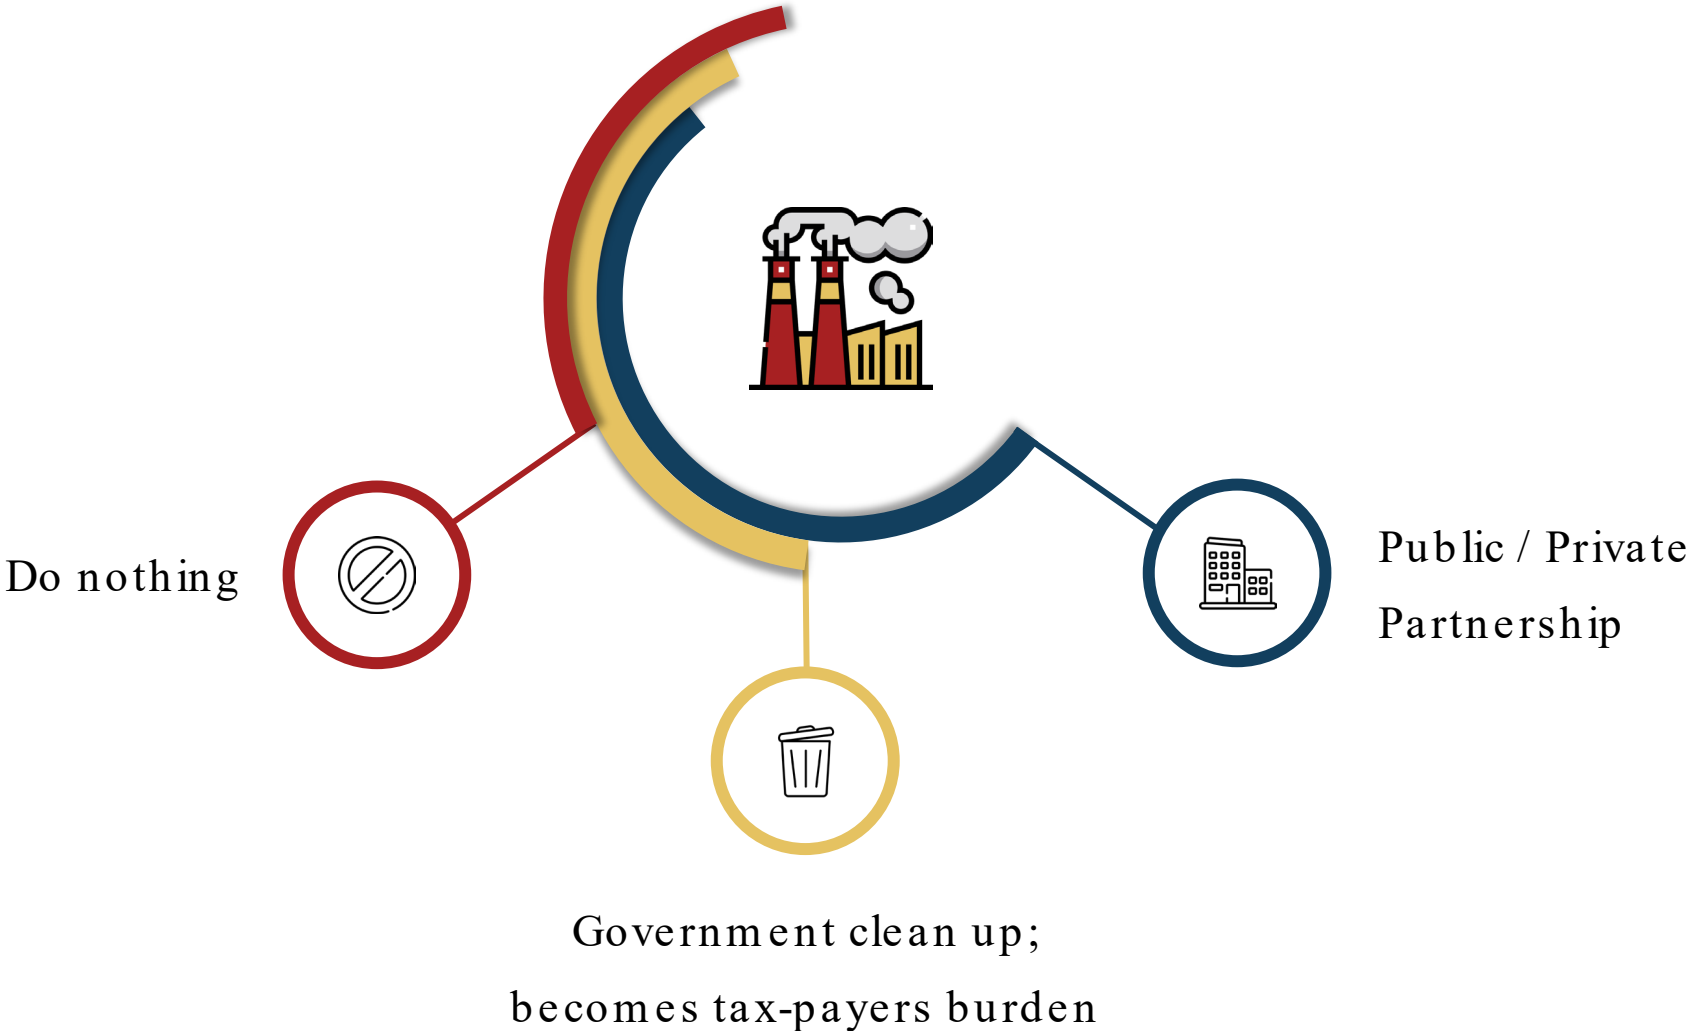 Do nothing
Public / Private
Partnership
Government clean up;
becomes tax-payers burden